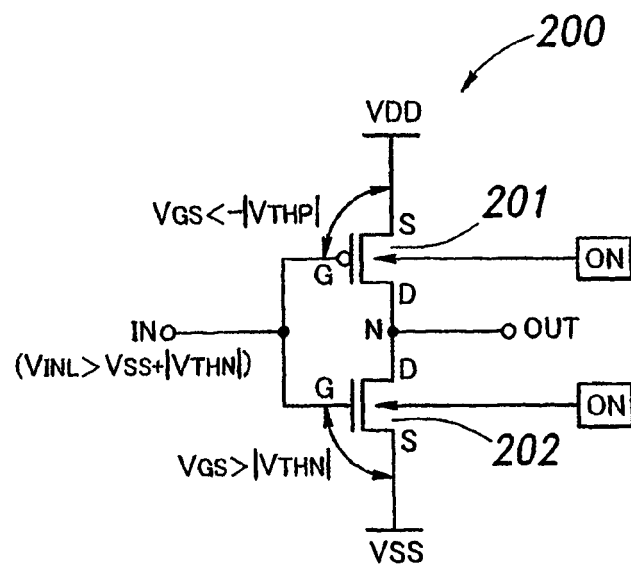 200
VDD
VGS<-|VTHP|
S
201
G
ON
D
IN
N
OUT
(VINL>VSS+|VTHN|)
G
D
ON
S
202
VGS>|VTHN|
VSS